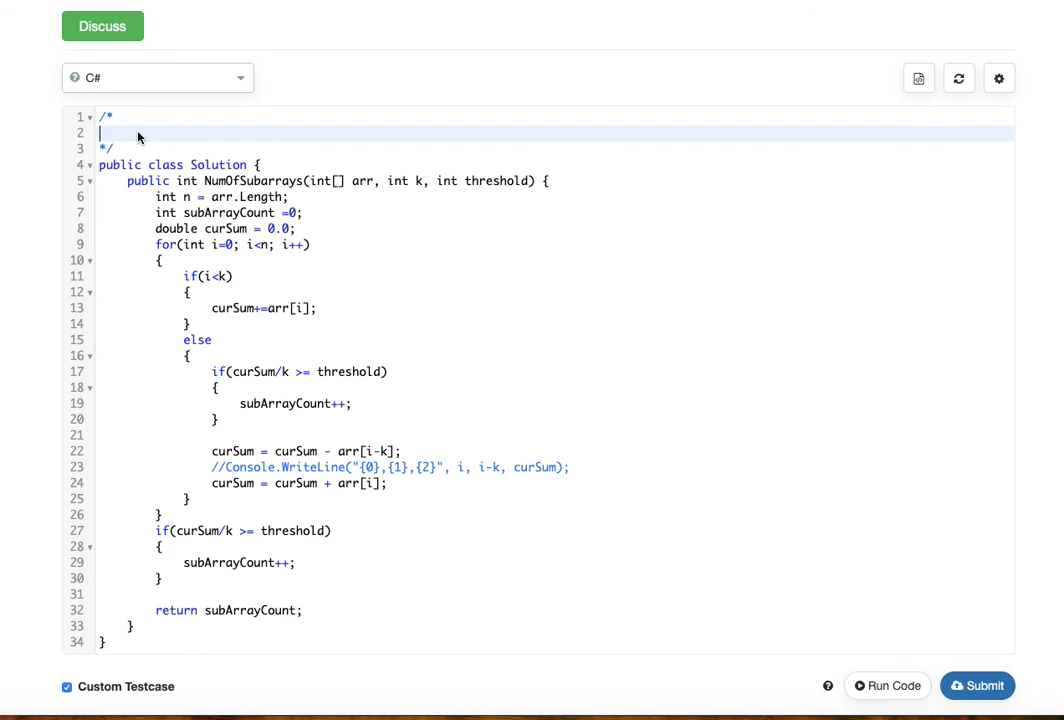 Discuss
C#
1 /*
2
3 */
4 public class Solution {
5 public int NumOfSubarrays(int[] arr, int k, int threshold) {
6 int n = arr.Length;
7 int subArrayCount =0;
8 double curSum = 0.0;
9 for(int i=0; i<n; i++)
10 {
11 if(i<k)
12 {
13 curSum+=arr[i];
14 }
15 else
16 {
17 if(curSum/k >= threshold)
18 {
19 subArrayCount++;
20 }
21
22 curSum = curSum - arr[i-k];
23 //Console.WriteLine("{0},{1},{2}", i, i-k, curSum);
24 curSum = curSum + arr[i];
25 }
26 }
27 if(curSum/k >= threshold)
28 {
29 subArrayCount++;
30 }
31
32 return subArrayCount;
33 }
34 }
Custom Testcase
Run Code
Submit